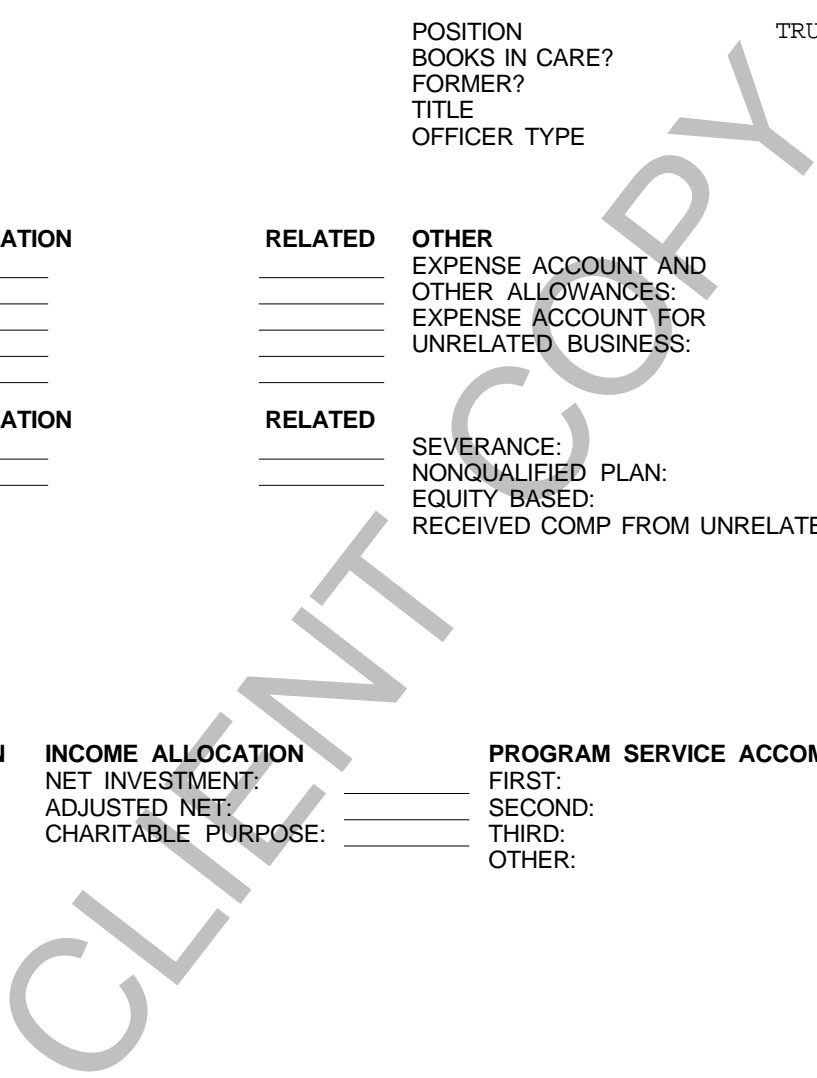 POSITION TRU
BOOKS IN CARE?
FORMER?
TITLE
OFFICER TYPE
ATION RELATED OTHER
EXPENSE ACCOUNT AND
OTHER ALLOWANCES:
EXPENSE ACCOUNT FOR
UNRELATED BUSINESS:
ATION RELATED
SEVERANCE:
NONQUALIFIED PLAN:
EQUITY BASED:
RECEIVED COMP FROM UNRELATE
N INCOME ALLOCATION PROGRAM SERVICE ACCOM
NET INVESTMENT: FIRST:
ADJUSTED NET: SECOND:
CHARITABLE PURPOSE: THIRD:
OTHER:
CLIENT COPY